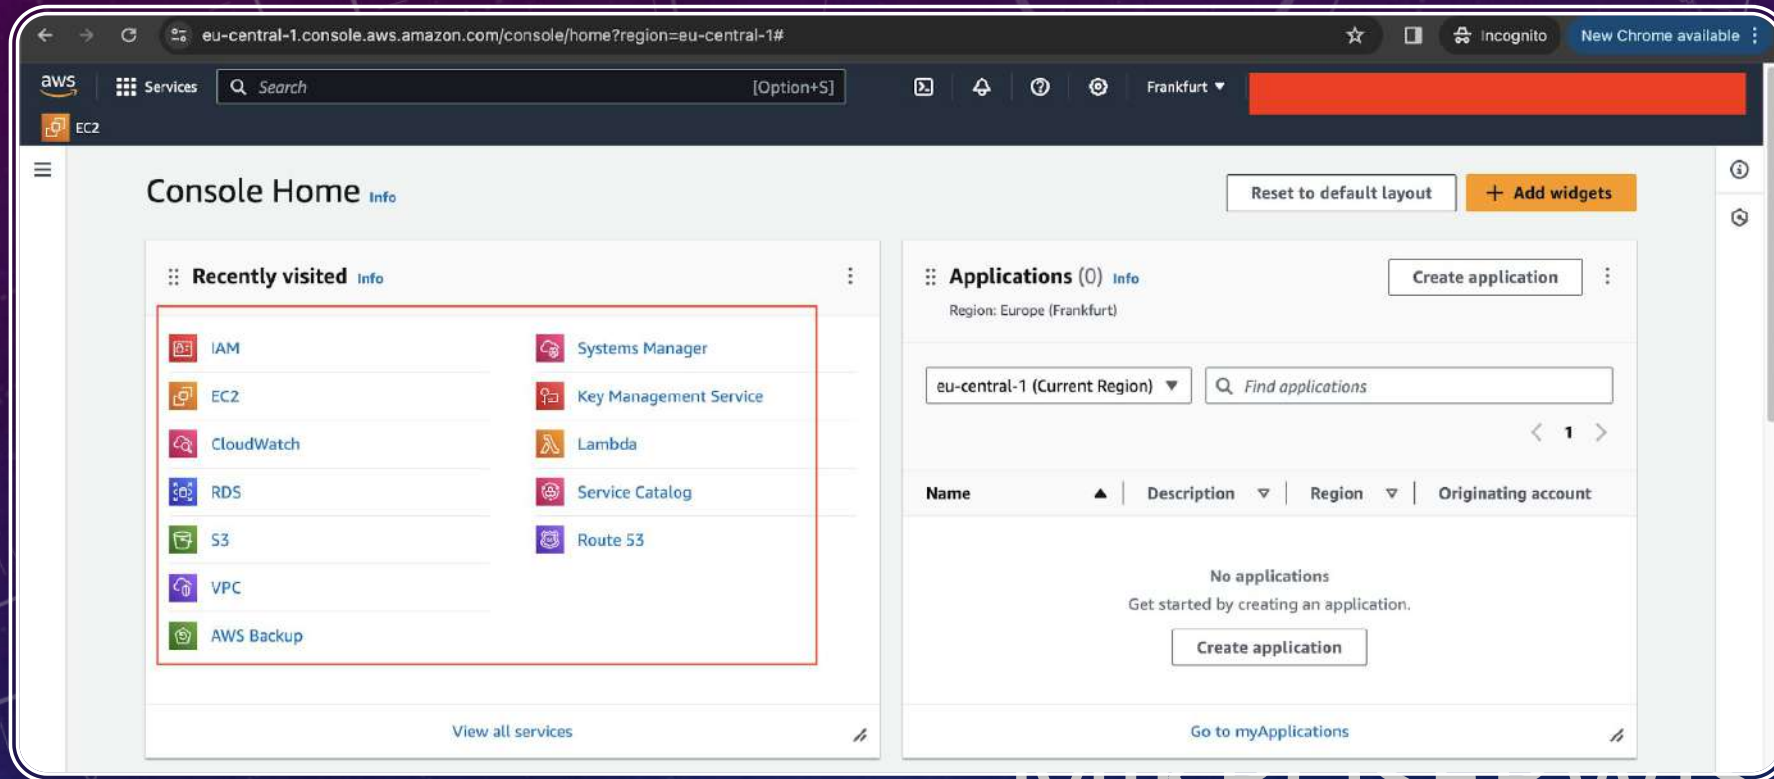 eu-central-1.console.aws.amazon.com/console/home?region=eu-central-1#
Incognito
New Chrome available
aws
Services
Search
[Option+S]
Frankfurt
EC2
Console Home Info
Reset to default layout
+ Add widgets
Recently visited Info
IAM
EC2
CloudWatch
RDS
S3
VPC
AWS Backup
Systems Manager
Key Management Service
Lambda
Service Catalog
Route 53
View all services
Applications (0) Info
Region: Europe (Frankfurt)
Create application
eu-central-1 (Current Region)
Find applications
1
Name
Description
Region
Originating account
No applications
Get started by creating an application.
Create application
Go to myApplications